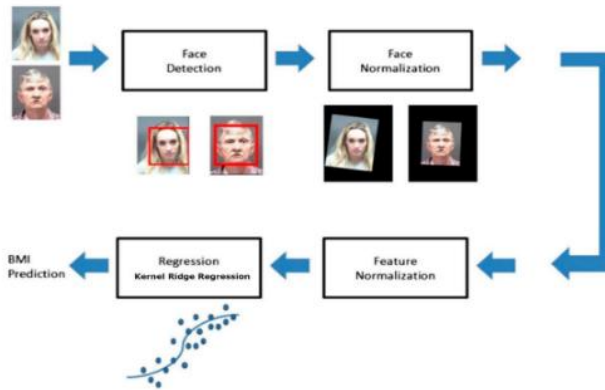 Face
Detection
Face
Normalization
BMI
Prediction
Regression
Kernel Ridge Regression
Feature
Normalization